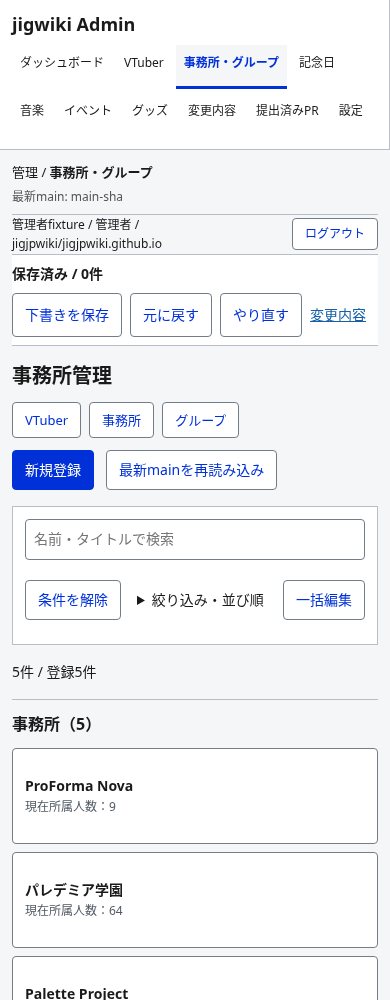 jigwiki Admin
ダッシュボード VTuber 事務所・グループ 記念日
音楽 イベント グッズ 変更内容 提出済みPR 設定
管理 / 事務所・グループ
最新main: main-sha
管理者fixture / 管理者 /
jigjpwiki/jigjpwiki.github.io
ログアウト
保存済み / 0件
下書きを保存 元に戻す やり直す 変更内容
事務所管理
VTuber 事務所 グループ
新規登録 最新mainを再読み込み
名前・タイトルで検索
条件を解除 ▶ 絞り込み・並び順 一括編集
5件 / 登録5件
事務所（5）
ProForma Nova
現在所属人数：9
パレデミア学園
現在所属人数：64
Palette Project